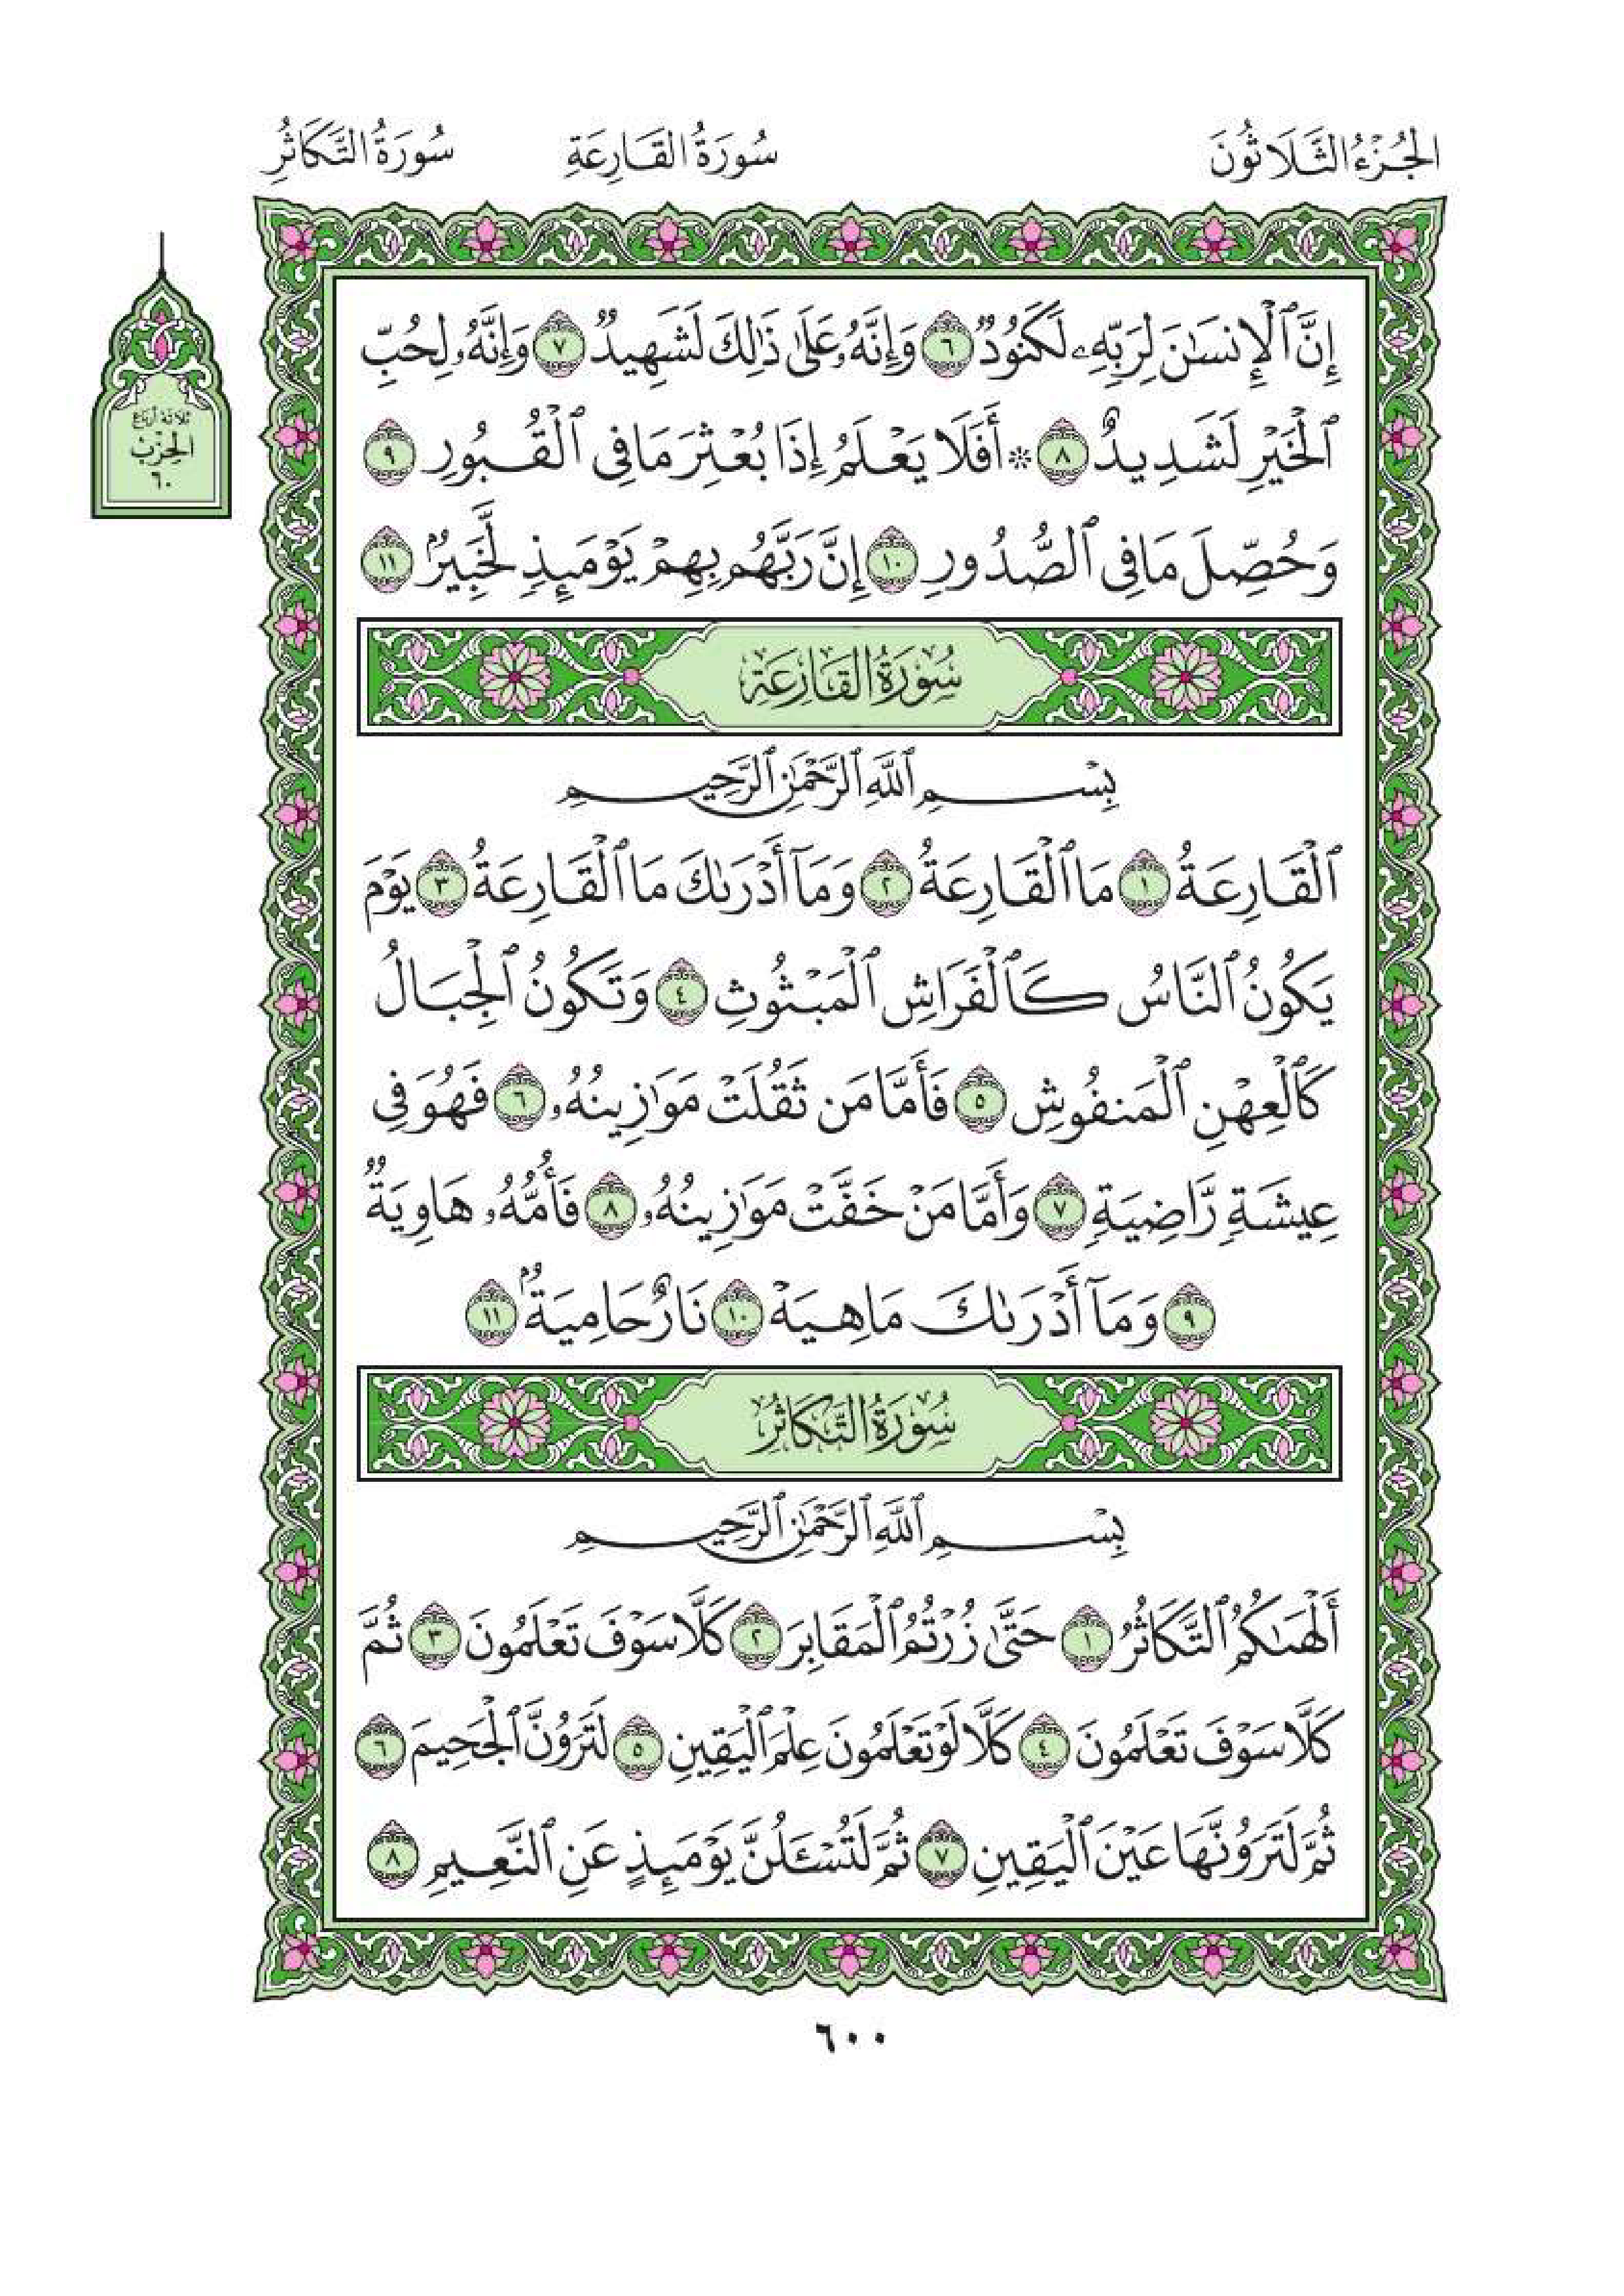 الجُزْءُ الثَّلَاثُونَ سُورَةُ القَارِعَةِ سُورَةُ التَّكَاثُرِ
ثلاثة أرباع
الحِزْب
٦٠
إِنَّ ٱلْإِنسَـٰنَ لِرَبِّهِۦ لَكَنُودٌ ٦ وَإِنَّهُۥ عَلَىٰ ذَٰلِكَ لَشَهِيدٌ ٧ وَإِنَّهُۥ لِحُبِّ
ٱلْخَيْرِ لَشَدِيدٌ ٨ ۞ أَفَلَا يَعْلَمُ إِذَا بُعْثِرَ مَا فِى ٱلْقُبُورِ ٩
وَحُصِّلَ مَا فِى ٱلصُّدُورِ ١٠ إِنَّ رَبَّهُم بِهِمْ يَوْمَئِذٍ لَّخَبِيرٌۢ ١١
سُورَةُ القَارِعَةِ
بِسْمِ ٱللَّهِ ٱلرَّحْمَـٰنِ ٱلرَّحِيمِ
ٱلْقَارِعَةُ ١ مَا ٱلْقَارِعَةُ ٢ وَمَآ أَدْرَىٰكَ مَا ٱلْقَارِعَةُ ٣ يَوْمَ
يَكُونُ ٱلنَّاسُ كَٱلْفَرَاشِ ٱلْمَبْثُوثِ ٤ وَتَكُونُ ٱلْجِبَالُ
كَٱلْعِهْنِ ٱلْمَنفُوشِ ٥ فَأَمَّا مَن ثَقُلَتْ مَوَٰزِينُهُۥ ٦ فَهُوَ فِى
عِيشَةٍ رَّاضِيَةٍ ٧ وَأَمَّا مَنْ خَفَّتْ مَوَٰزِينُهُۥ ٨ فَأُمُّهُۥ هَاوِيَةٌ
٩ وَمَآ أَدْرَىٰكَ مَا هِيَهْ ١٠ نَارٌ حَامِيَةٌۢ ١١
سُورَةُ التَّكَاثُرِ
بِسْمِ ٱللَّهِ ٱلرَّحْمَـٰنِ ٱلرَّحِيمِ
أَلْهَىٰكُمُ ٱلتَّكَاثُرُ ١ حَتَّىٰ زُرْتُمُ ٱلْمَقَابِرَ ٢ كَلَّا سَوْفَ تَعْلَمُونَ ٣ ثُمَّ
كَلَّا سَوْفَ تَعْلَمُونَ ٤ كَلَّا لَوْ تَعْلَمُونَ عِلْمَ ٱلْيَقِينِ ٥ لَتَرَوُنَّ ٱلْجَحِيمَ ٦
ثُمَّ لَتَرَوُنَّهَا عَيْنَ ٱلْيَقِينِ ٧ ثُمَّ لَتُسْـَٔلُنَّ يَوْمَئِذٍ عَنِ ٱلنَّعِيمِ ٨
٦٠٠